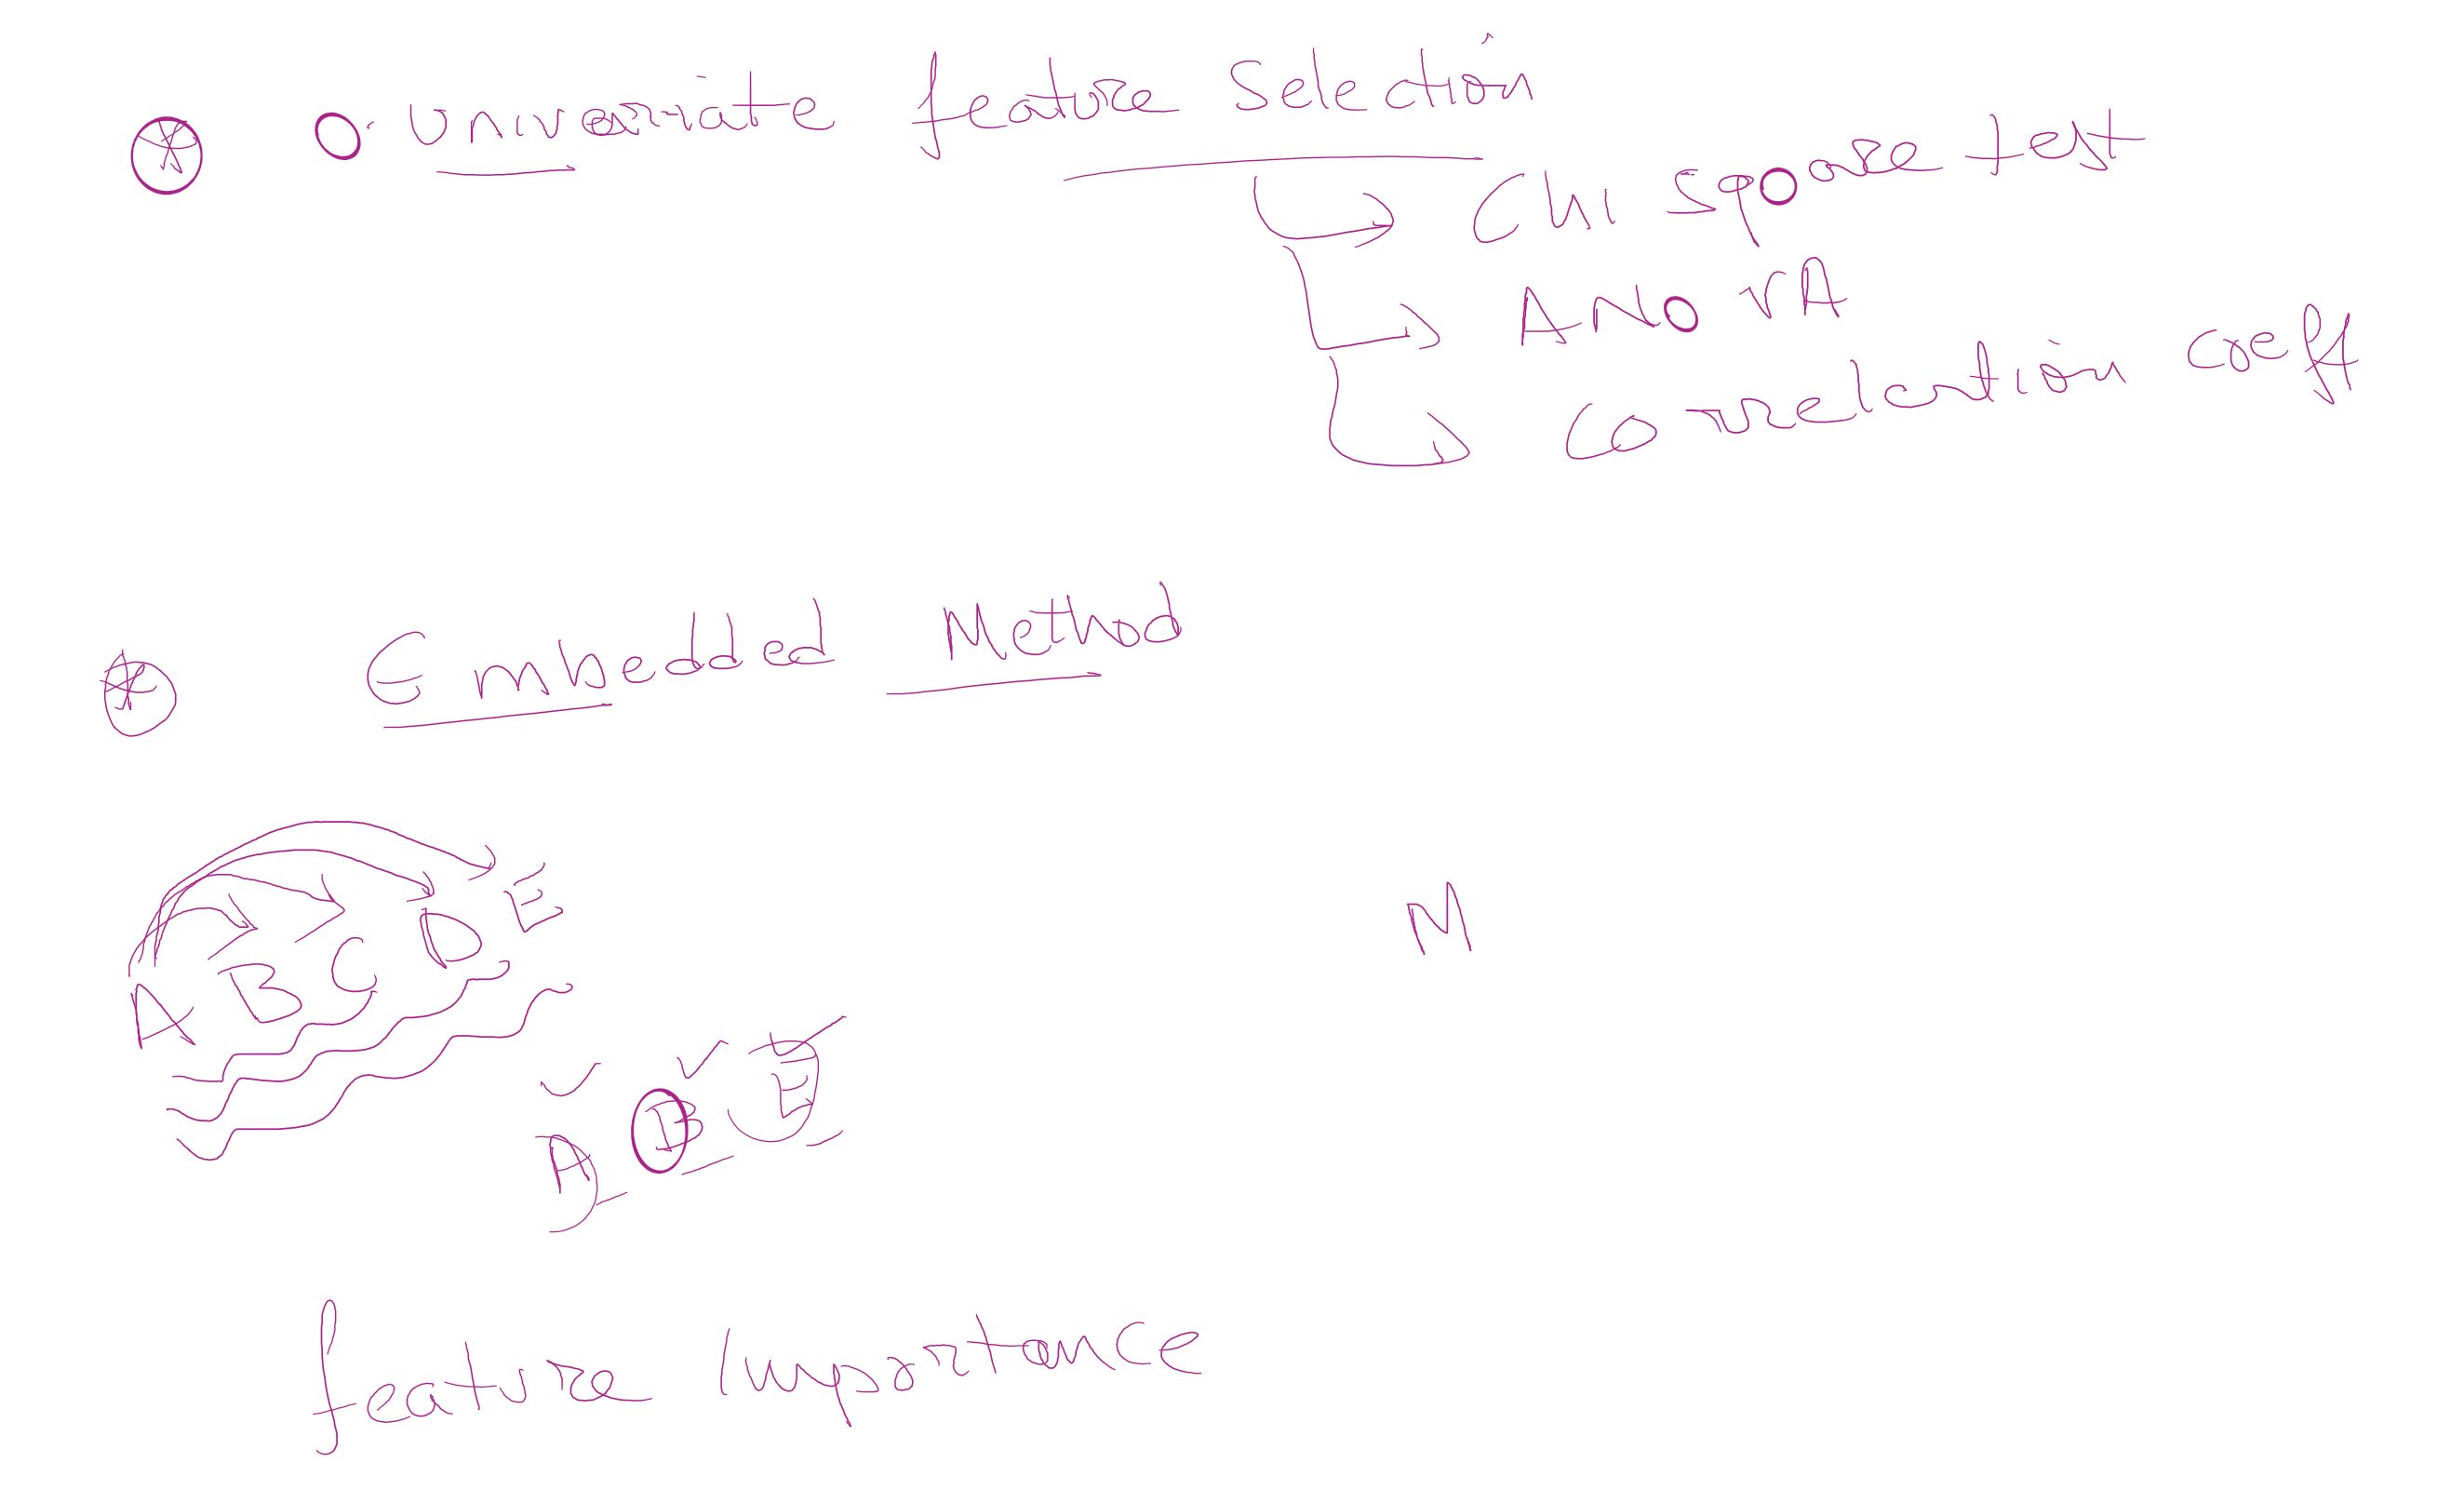 Univariate feature Selection
Chi Square test
ANOVA
Correlation Coeff
Embedded Method
A B C D E
M
A B E
feature Importance